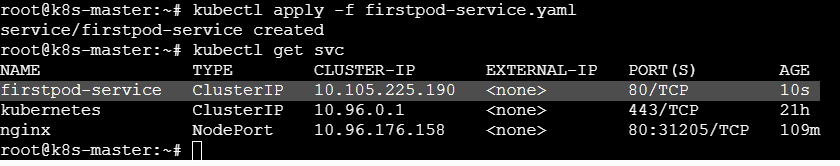 root@k8s-master:~# kubectl apply -f firstpod-service.yaml
service/firstpod-service created
root@k8s-master:~# kubectl get svc
NAME TYPE CLUSTER-IP EXTERNAL-IP PORT(S) AGE
firstpod-service ClusterIP 10.105.225.190 <none> 80/TCP 10s
kubernetes ClusterIP 10.96.0.1 <none> 443/TCP 21h
nginx NodePort 10.96.176.158 <none> 80:31205/TCP 109m
root@k8s-master:~#